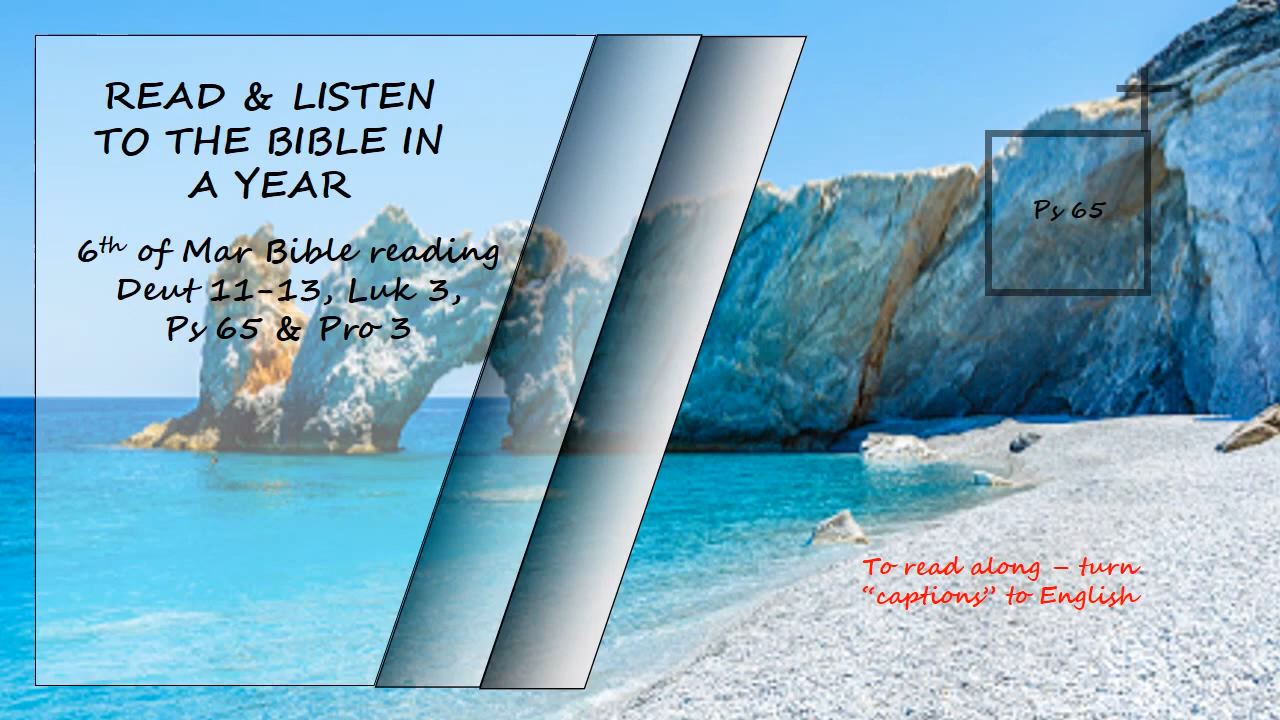 READ & LISTEN
TO THE BIBLE IN
A YEAR
6th of Mar Bible reading
Deut 11-13, Luk 3,
Ps 65 & Pro 3
Ps 65
To read along – turn
“captions” to English